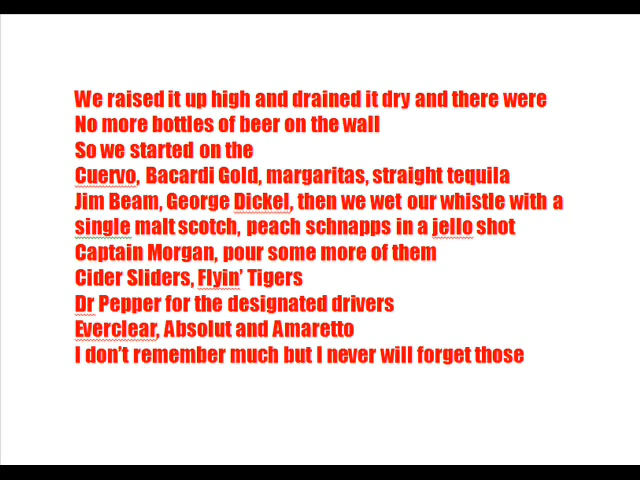 We raised it up high and drained it dry and there were
No more bottles of beer on the wall
So we started on the
Cuervo, Bacardi Gold, margaritas, straight tequila
Jim Beam, George Dickel, then we wet our whistle with a
single malt scotch, peach schnapps in a jello shot
Captain Morgan, pour some more of them
Cider Sliders, Flyin' Tigers
Dr Pepper for the designated drivers
Everclear, Absolut and Amaretto
I don't remember much but I never will forget those